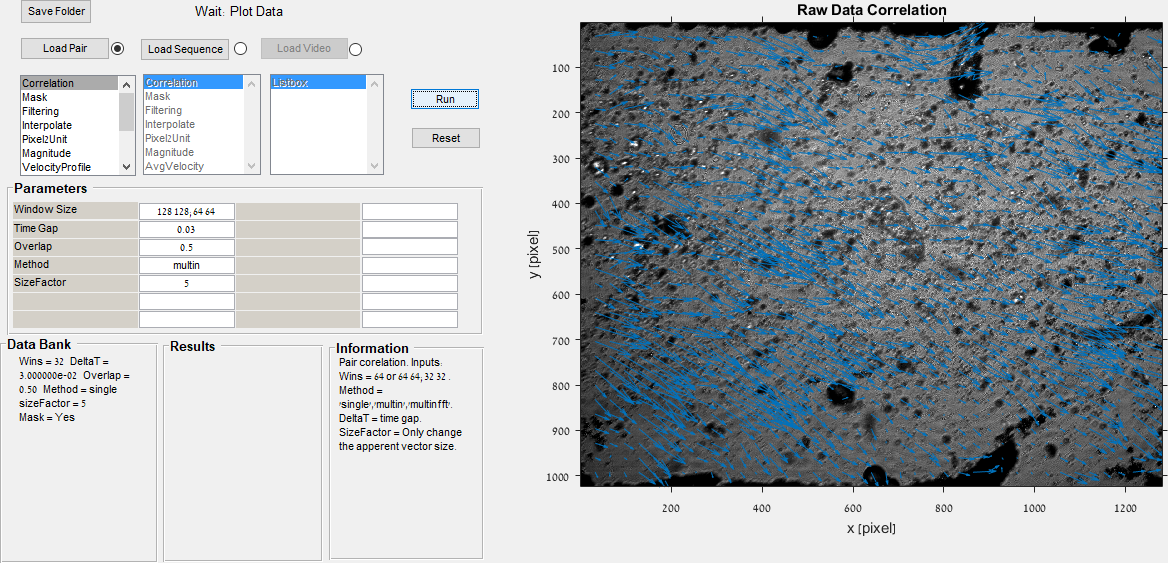 Save Folder
Wait: Plot Data
Load Pair
Load Sequence
Load Video
Correlation
Mask
Filtering
Interpolate
Pixel2Unit
Magnitude
VelocityProfile
Correlation
Mask
Filtering
Interpolate
Pixel2Unit
Magnitude
AvgVelocity
Listbox
Run
Reset
Parameters
Window Size 128 128; 64 64
Time Gap 0.03
Overlap 0.5
Method multin
SizeFactor 5
Data Bank
Wins = 32 DeltaT =
3.000000e-02 Overlap =
0.50 Method = single
sizeFactor = 5
Mask = Yes
Results
Information
Pair corelation. Inputs:
Wins = 64 or 64 64, 32 32 .
Method =
'single','multin','multinfft'.
DeltaT = time gap.
SizeFactor = Only change
the apperent vector size.
Raw Data Correlation
100
200
300
400
500
600
700
800
900
1000
y [pixel]
200 400 600 800 1000 1200
x [pixel]